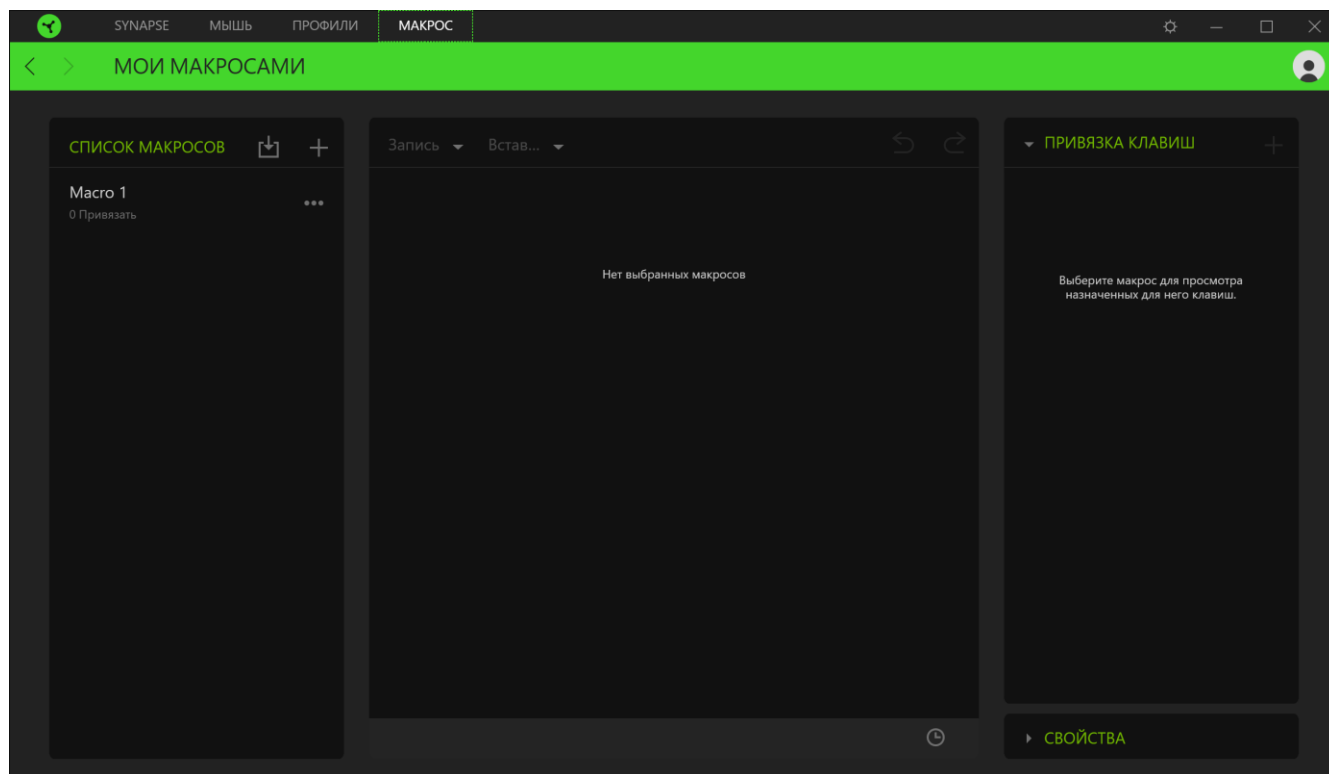 SYNAPSE МЫШЬ ПРОФИЛИ МАКРОС
МОИ МАКРОСАМИ
СПИСОК МАКРОСОВ
Macro 1
0 Привязать
Запись Встав...
Нет выбранных макросов
ПРИВЯЗКА КЛАВИШ
Выберите макрос для просмотра
назначенных для него клавиш.
СВОЙСТВА